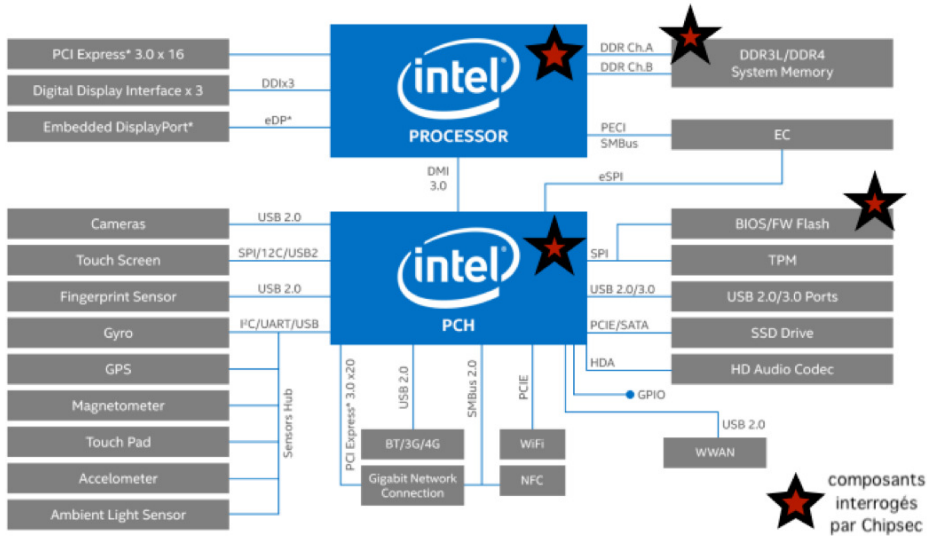 PCI Express* 3.0 x 16
Digital Display Interface x 3
Embedded DisplayPort*
DDIx3
eDP*
intel
PROCESSOR
DDR Ch.A
DDR Ch.B
DDR3L/DDR4
System Memory
PECI
SMBus
EC
DMI
3.0
eSPI
Cameras
Touch Screen
Fingerprint Sensor
Gyro
GPS
Magnetometer
Touch Pad
Accelometer
Ambient Light Sensor
USB 2.0
SPI/12C/USB2
USB 2.0
I²C/UART/USB
Sensors Hub
intel
PCH
SPI
USB 2.0/3.0
PCIE/SATA
HDA
BIOS/FW Flash
TPM
USB 2.0/3.0 Ports
SSD Drive
HD Audio Codec
PCI Express* 3.0 x20
USB 2.0
SMBus 2.0
PCIE
GPIO
USB 2.0
BT/3G/4G
Gigabit Network
Connection
WiFi
NFC
WWAN
composants
interrogés
par Chipsec